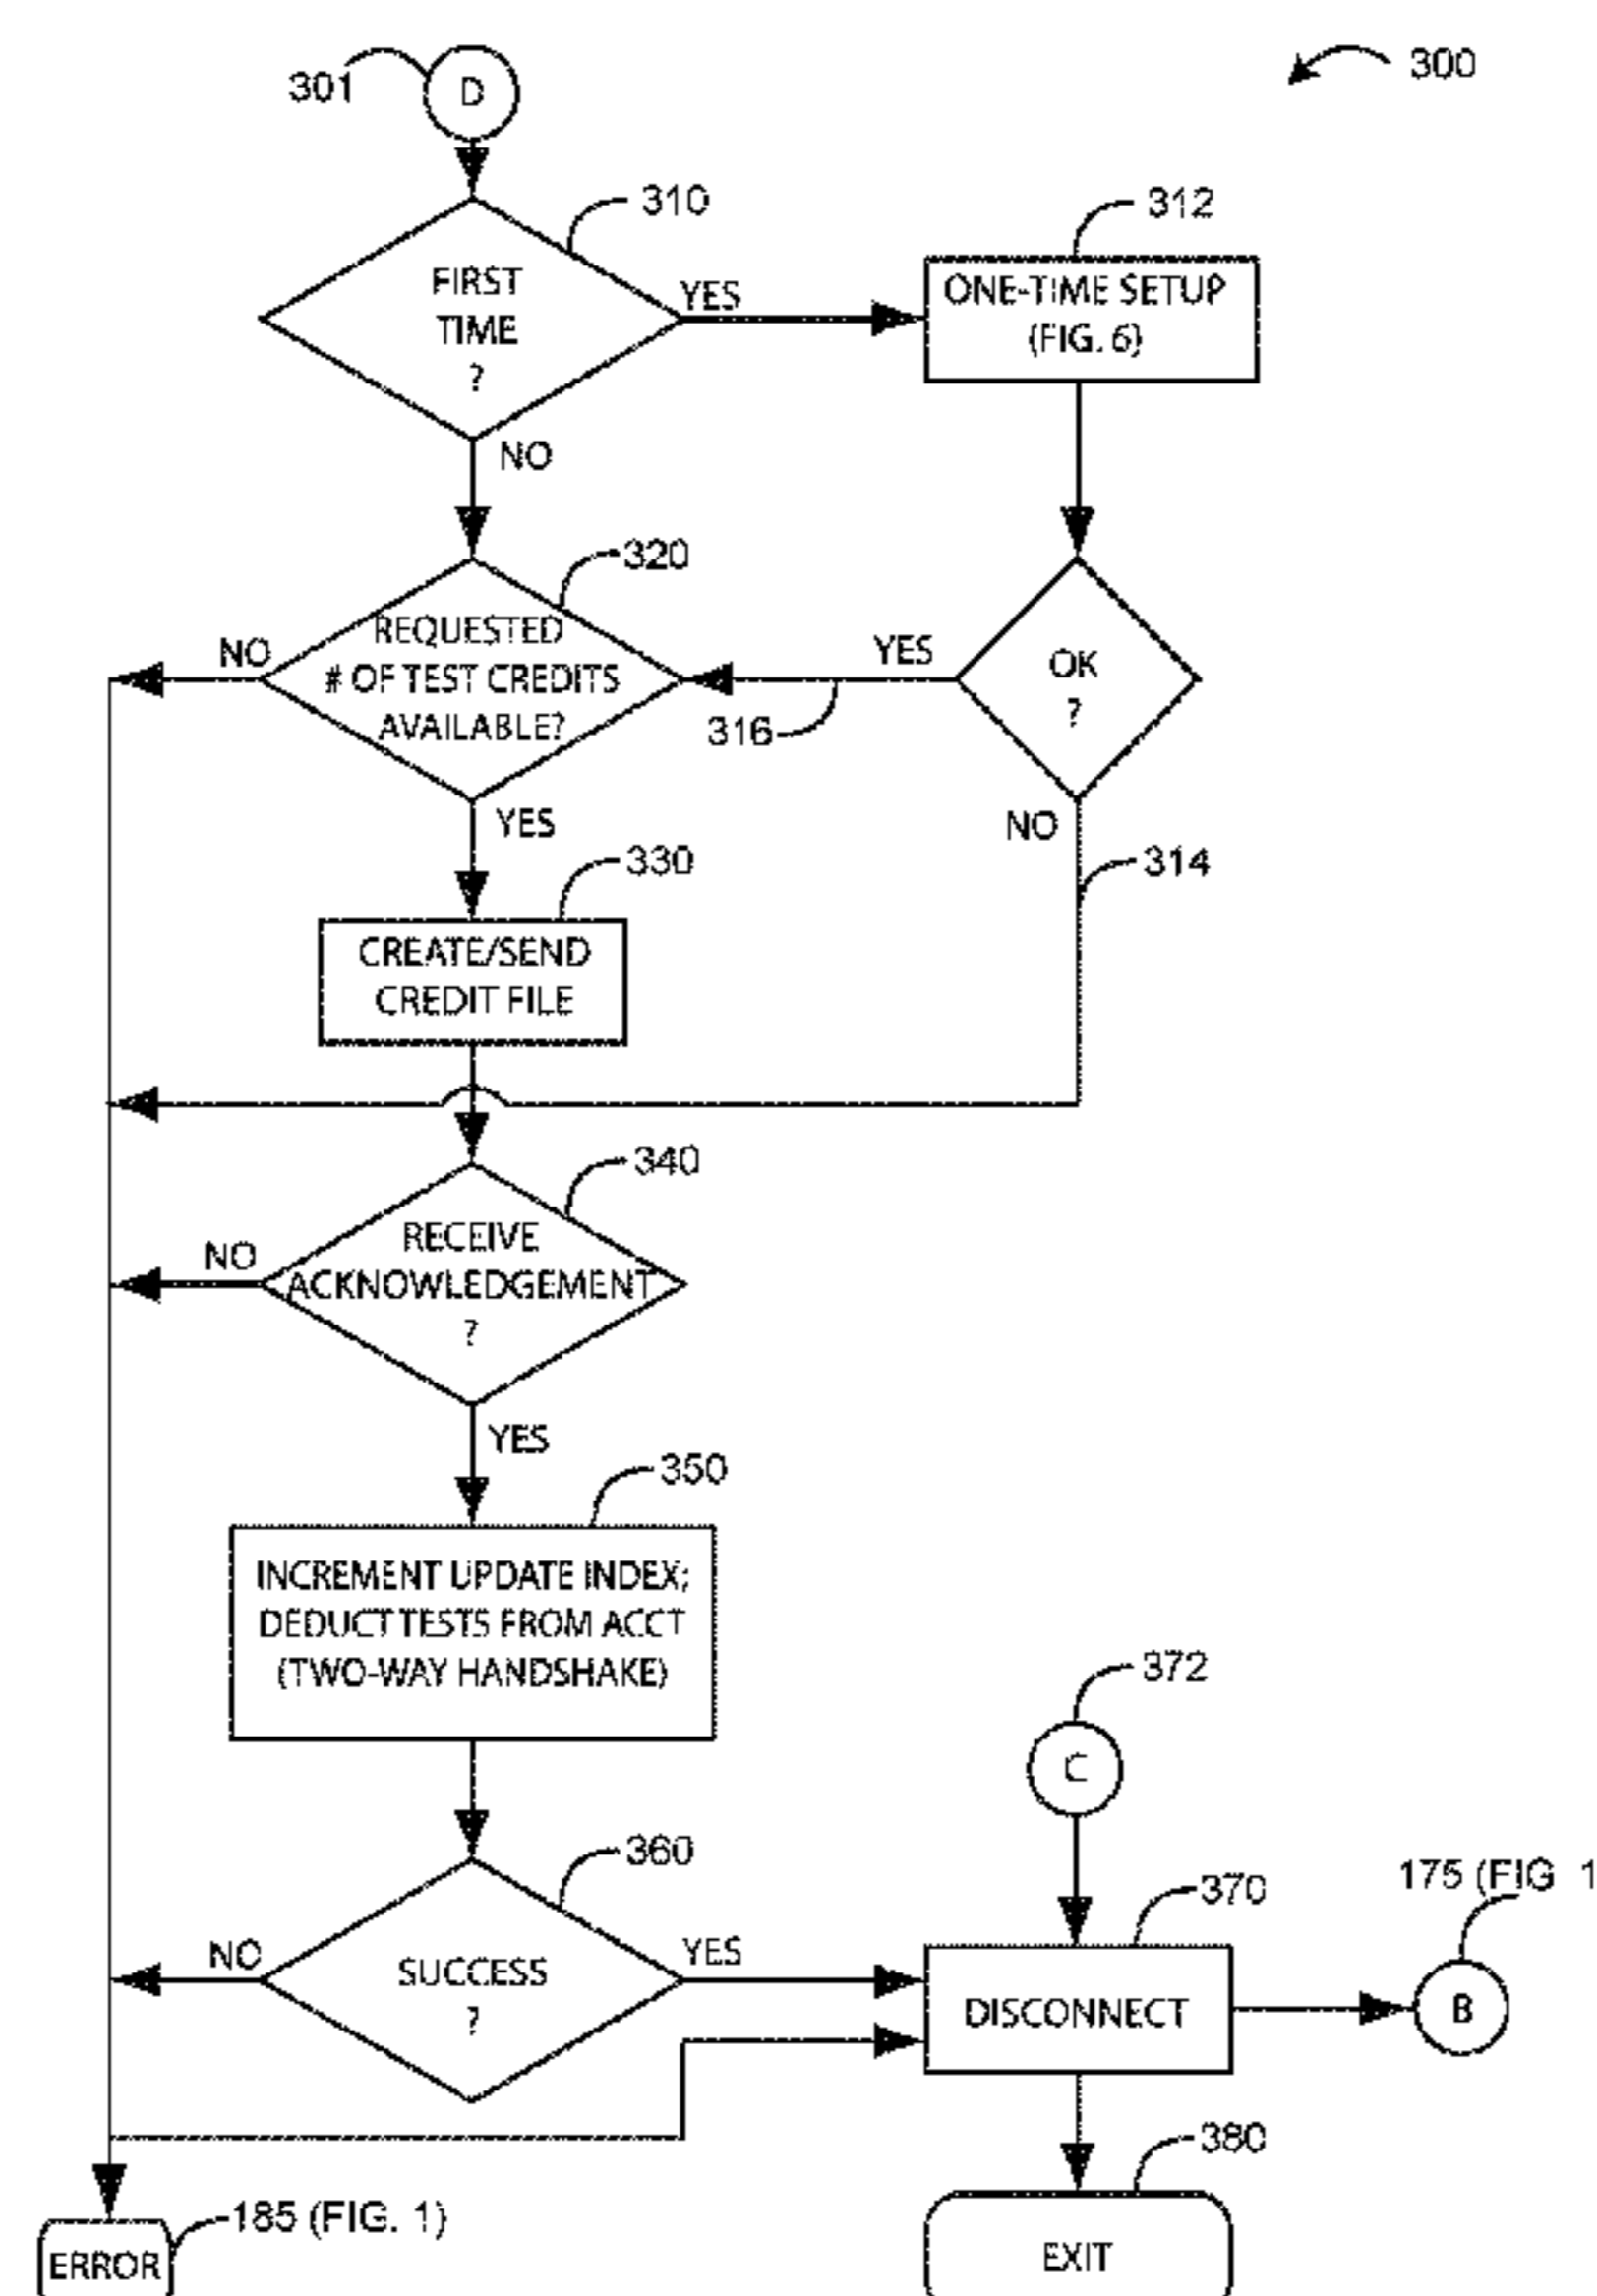 301
D
300
310
312
FIRST
TIME
?
YES
ONE-TIME SETUP
(FIG. 6)
NO
320
REQUESTED
# OF TEST CREDITS
AVAILABLE?
NO
YES
316
OK
?
YES
NO
330
314
CREATE/SEND
CREDIT FILE
340
RECEIVE
ACKNOWLEDGEMENT
?
NO
YES
350
INCREMENT UPDATE INDEX;
DEDUCT TESTS FROM ACCT
(TWO-WAY HANDSHAKE)
372
C
360
370
175 (FIG 1
NO
SUCCESS
?
YES
DISCONNECT
B
380
185 (FIG. 1)
ERROR
EXIT